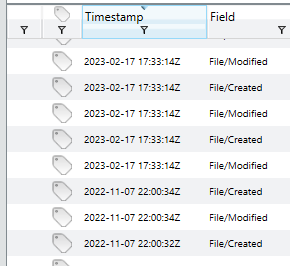 Timestamp Field
2023-02-17 17:33:14Z File/Modified
2023-02-17 17:33:14Z File/Created
2023-02-17 17:33:14Z File/Modified
2023-02-17 17:33:14Z File/Created
2023-02-17 17:33:14Z File/Modified
2022-11-07 22:00:34Z File/Created
2022-11-07 22:00:34Z File/Modified
2022-11-07 22:00:32Z File/Created